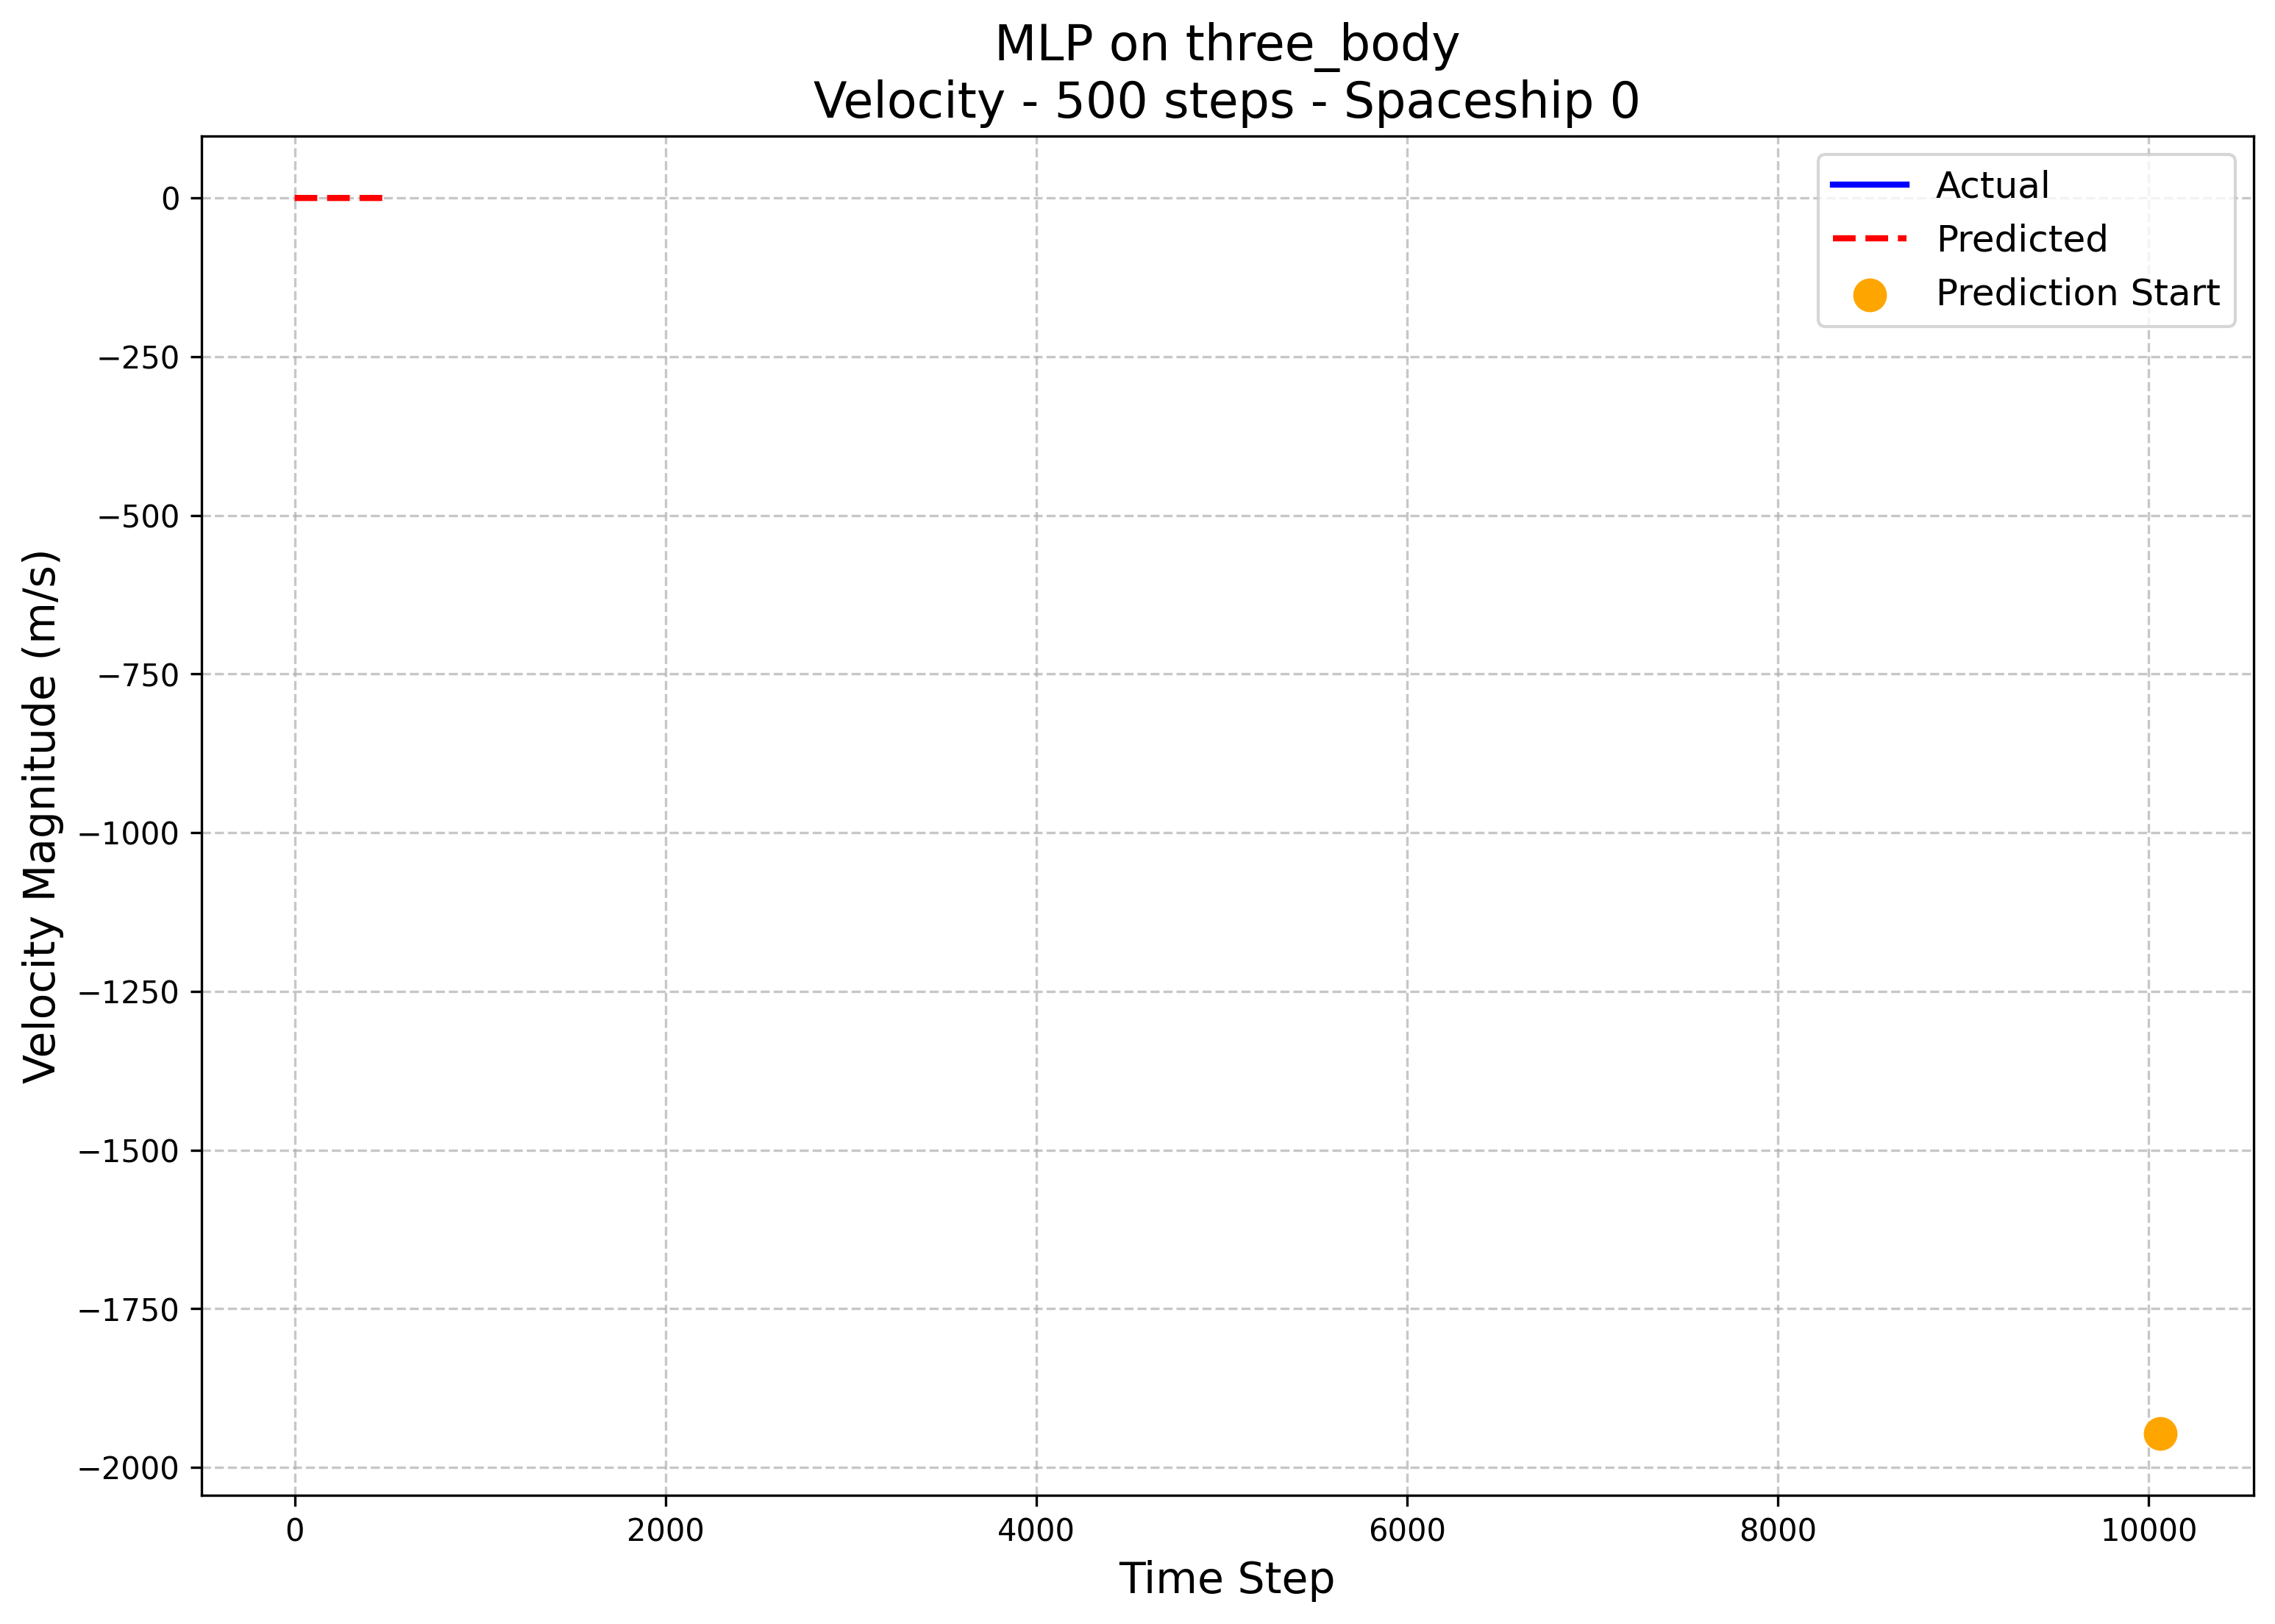 MLP on three_body
Velocity - 500 steps - Spaceship 0
Actual
Predicted
Prediction Start
0
−250
−500
−750
−1000
−1250
−1500
−1750
−2000
Velocity Magnitude (m/s)
0 2000 4000 6000 8000 10000
Time Step